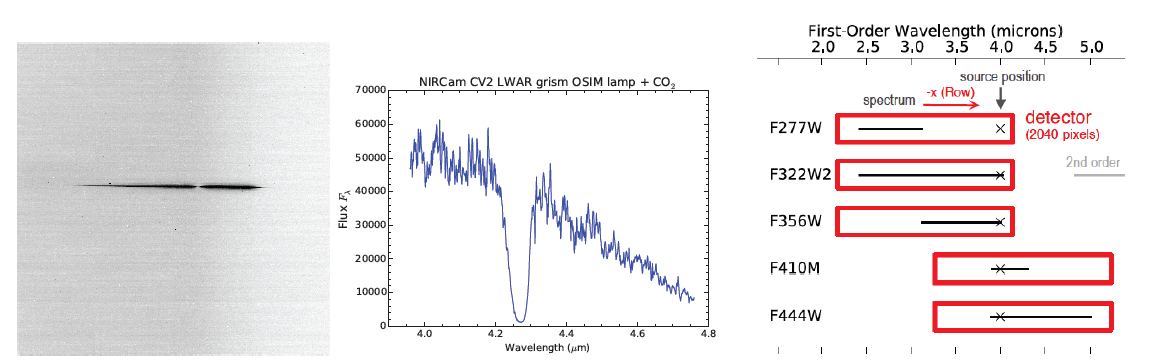 NIRCam CV2 LWAR grism OSIM lamp + CO₂
70000
60000
50000
40000
30000
20000
10000
0
Flux Fλ
4.0 4.2 4.4 4.6 4.8
Wavelength (μm)
First-Order Wavelength (microns)
2.0 2.5 3.0 3.5 4.0 4.5 5.0
source position
-x (Row)
spectrum
detector
(2040 pixels)
F277W
2nd order
F322W2
F356W
F410M
F444W